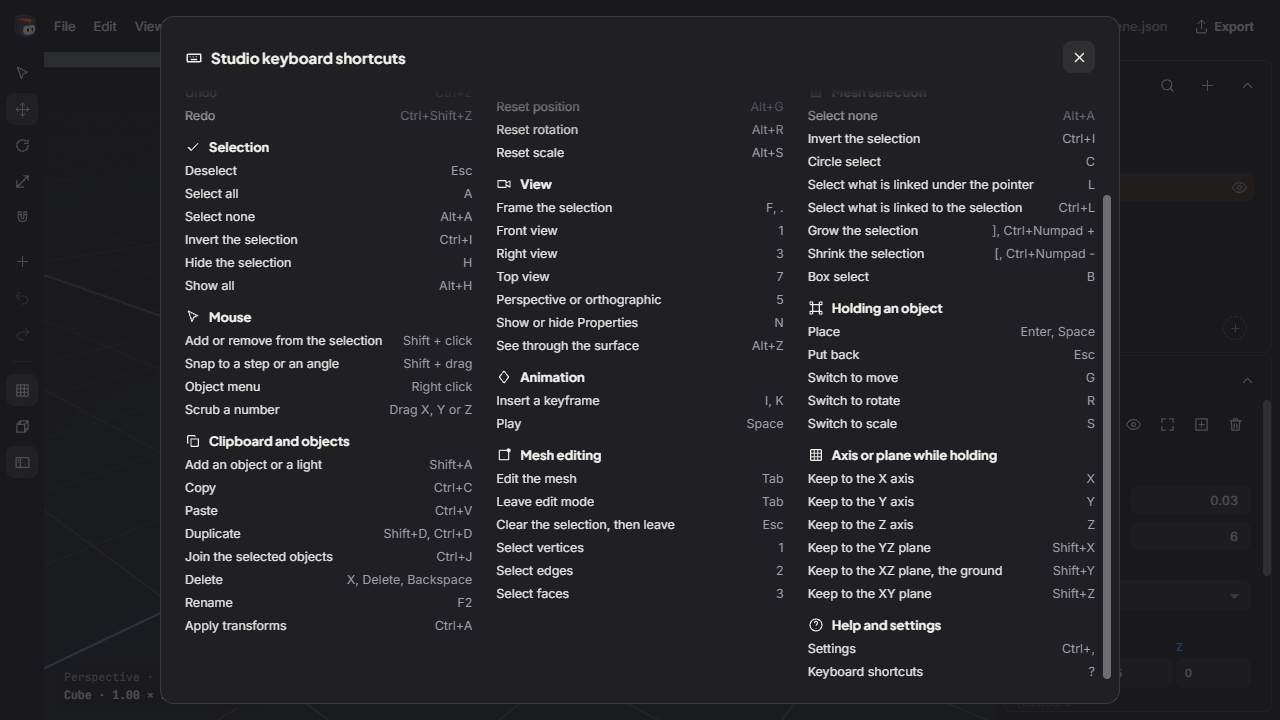 File Edit View
ene.json
Export
Studio keyboard shortcuts
Undo Ctrl+Z
Redo Ctrl+Shift+Z
Selection
Deselect Esc
Select all A
Select none Alt+A
Invert the selection Ctrl+I
Hide the selection H
Show all Alt+H
Mouse
Add or remove from the selection Shift + click
Snap to a step or an angle Shift + drag
Object menu Right click
Scrub a number Drag X, Y or Z
Clipboard and objects
Add an object or a light Shift+A
Copy Ctrl+C
Paste Ctrl+V
Duplicate Shift+D, Ctrl+D
Join the selected objects Ctrl+J
Delete X, Delete, Backspace
Rename F2
Apply transforms Ctrl+A
Reset position Alt+G
Reset rotation Alt+R
Reset scale Alt+S
View
Frame the selection F, .
Front view 1
Right view 3
Top view 7
Perspective or orthographic 5
Show or hide Properties N
See through the surface Alt+Z
Animation
Insert a keyframe I, K
Play Space
Mesh editing
Edit the mesh Tab
Leave edit mode Tab
Clear the selection, then leave Esc
Select vertices 1
Select edges 2
Select faces 3
Mesh selection
Select none Alt+A
Invert the selection Ctrl+I
Circle select C
Select what is linked under the pointer L
Select what is linked to the selection Ctrl+L
Grow the selection ], Ctrl+Numpad +
Shrink the selection [, Ctrl+Numpad -
Box select B
Holding an object
Place Enter, Space
Put back Esc
Switch to move G
Switch to rotate R
Switch to scale S
Axis or plane while holding
Keep to the X axis X
Keep to the Y axis Y
Keep to the Z axis Z
Keep to the YZ plane Shift+X
Keep to the XZ plane, the ground Shift+Y
Keep to the XY plane Shift+Z
Help and settings
Settings Ctrl+,
Keyboard shortcuts ?
0.03
6
Z
0
Perspective ·
Cube · 1.00 ×